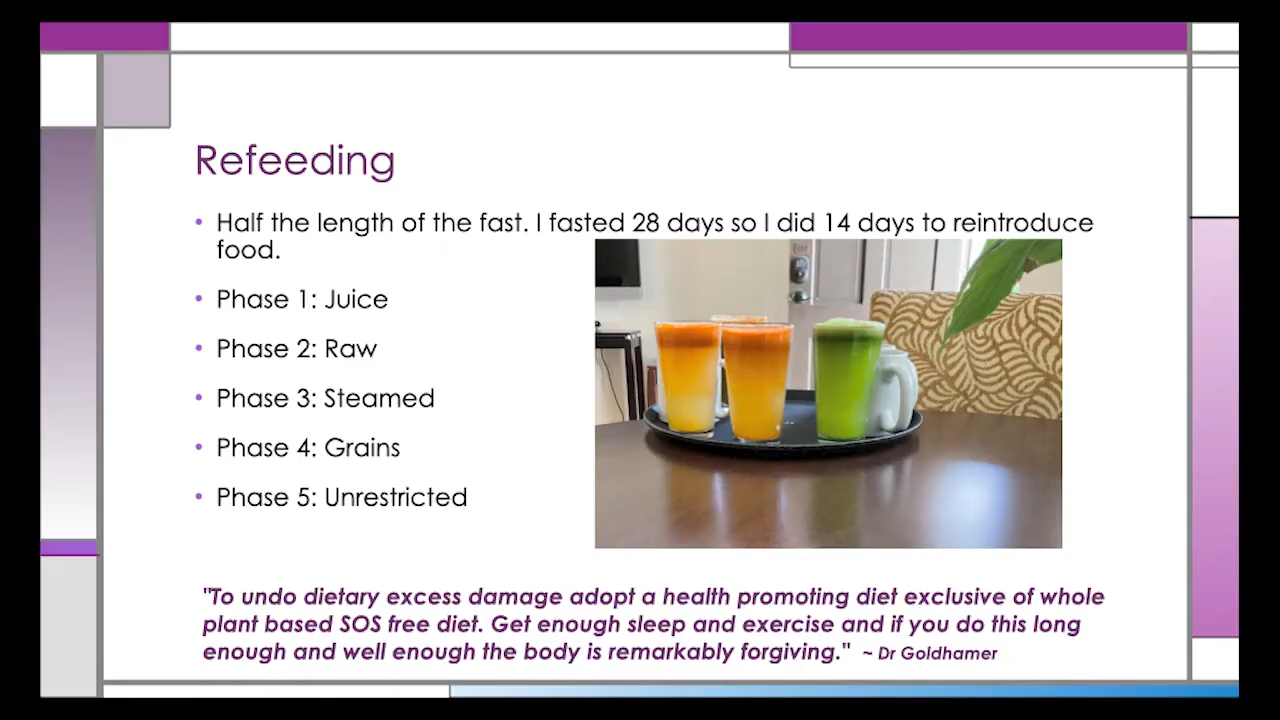 Refeeding
• Half the length of the fast. I fasted 28 days so I did 14 days to reintroduce
food.
• Phase 1: Juice
• Phase 2: Raw
• Phase 3: Steamed
• Phase 4: Grains
• Phase 5: Unrestricted
"To undo dietary excess damage adopt a health promoting diet exclusive of whole
plant based SOS free diet. Get enough sleep and exercise and if you do this long
enough and well enough the body is remarkably forgiving." ~ Dr Goldhamer